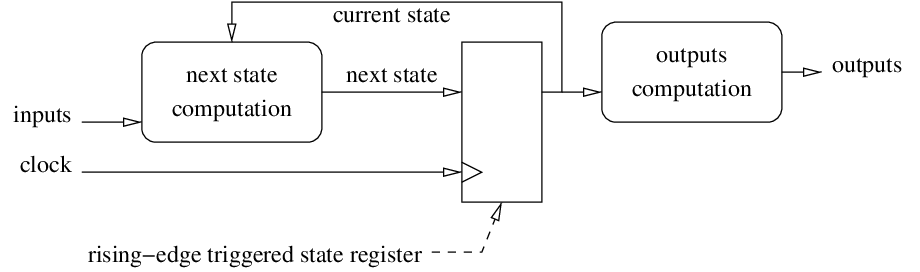 current state
next state
computation
next state
outputs
computation
outputs
inputs
clock
rising−edge triggered state register